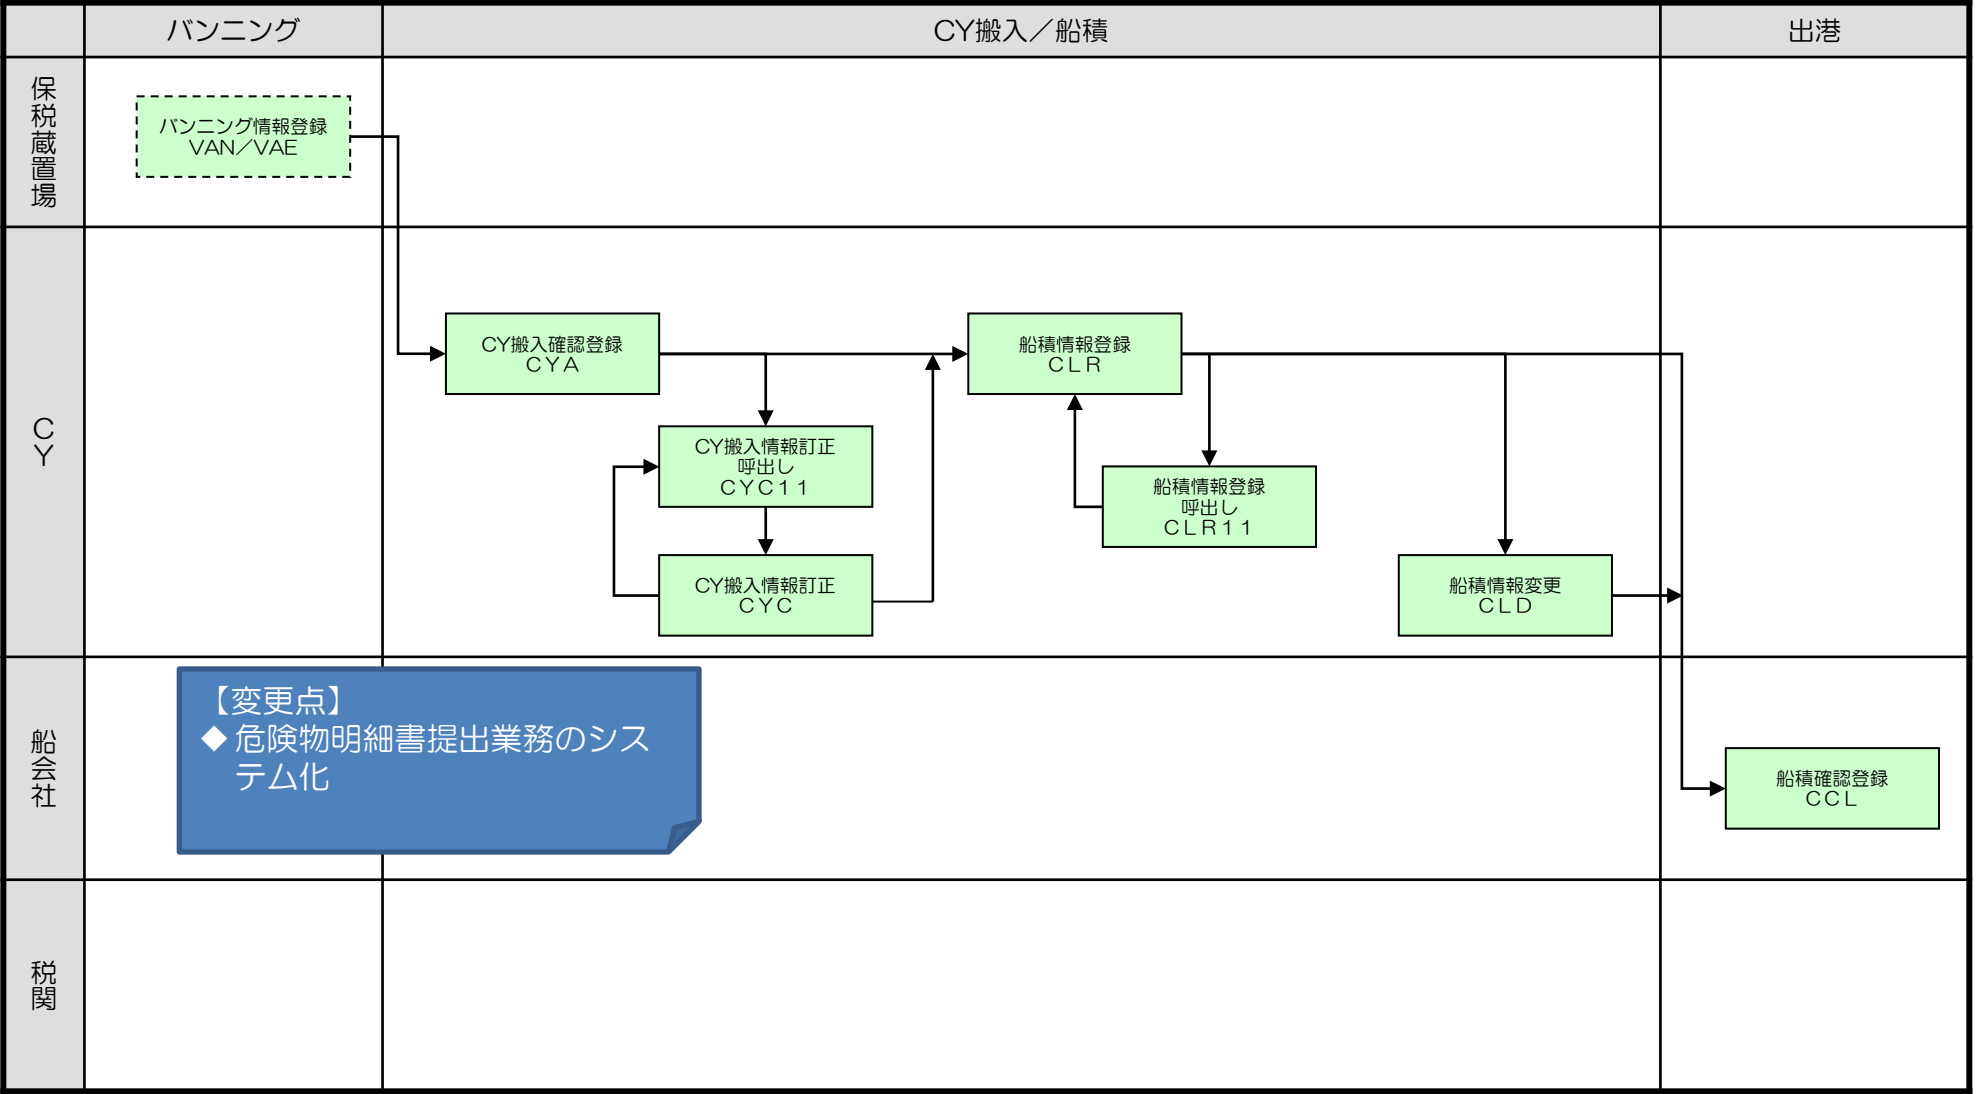 バンニング
CY搬入／船積
出港
保税蔵置場
バンニング情報登録
VAN／VAE
CY
CY搬入確認登録
ＣＹＡ
船積情報登録
ＣＬＲ
CY搬入情報訂正
呼出し
ＣＹＣ１１
船積情報登録
呼出し
ＣＬＲ１１
CY搬入情報訂正
ＣＹＣ
船積情報変更
ＣＬＤ
船会社
【変更点】
◆ 危険物明細書提出業務のシス
テム化
船積確認登録
ＣＣＬ
税関